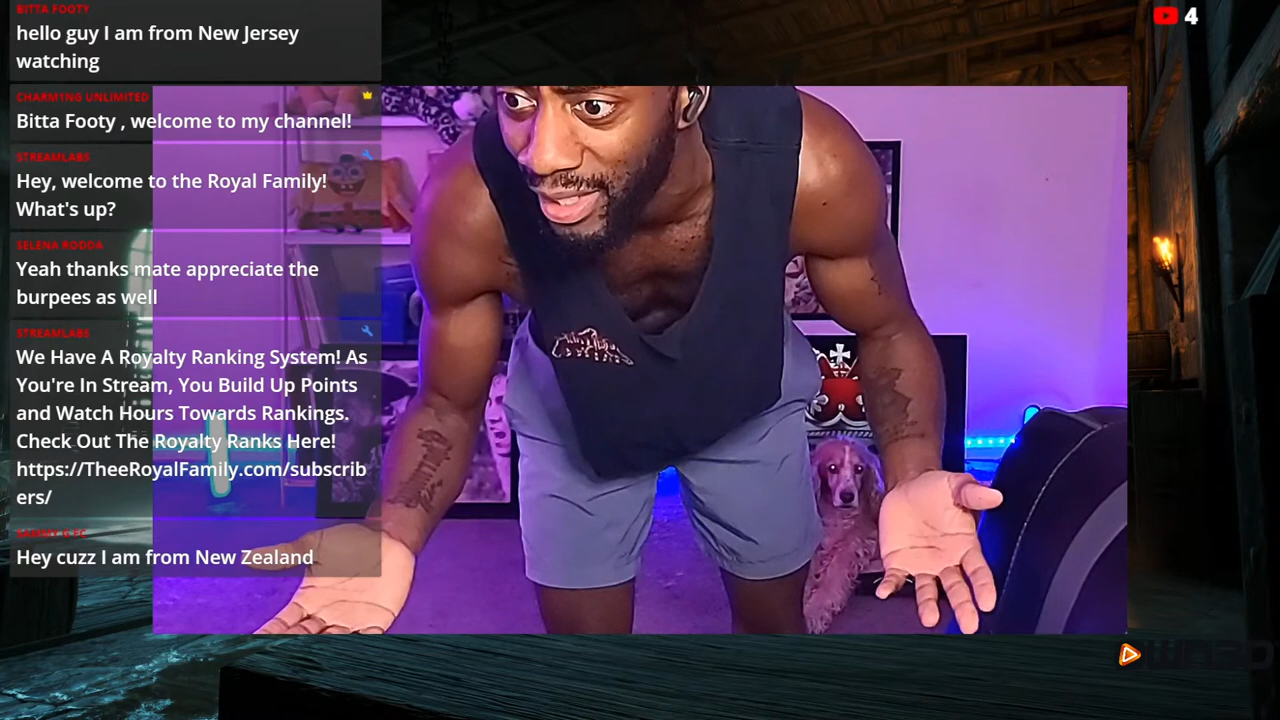 BITTA FOOTY
hello guy I am from New Jersey
watching
4
CHARM1NG UNLIMITED
Bitta Footy , welcome to my channel!
STREAMLABS
Hey, welcome to the Royal Family!
What's up?
SELENA RODDA
Yeah thanks mate appreciate the
burpees as well
STREAMLABS
We Have A Royalty Ranking System! As
You're In Stream, You Build Up Points
and Watch Hours Towards Rankings.
Check Out The Royalty Ranks Here!
https://TheeRoyalFamily.com/subscrib
ers/
SAMMY G FC
Hey cuzz I am from New Zealand